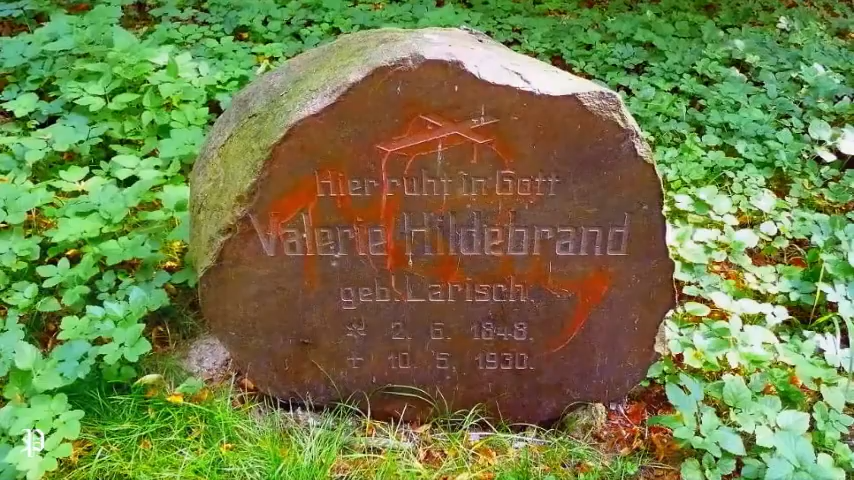 Hier ruht in Gott
Valerie Hildebrand
geb. Larisch.
* 2. 6. 1848.
+ 10. 5. 1930.
P